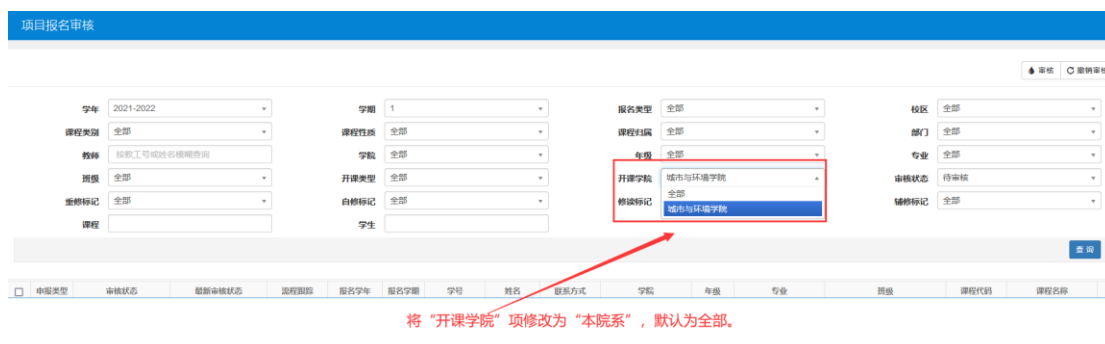 项目报名审核
审核 撤销审核
学年 2021-2022 学期 1 报名类型 全部 校区 全部
课程类别 全部 课程性质 全部 课程归属 全部 部门 全部
教师 按教工号或姓名模糊查询 学院 全部 年级 全部 专业 全部
班级 全部 开课类型 全部 开课学院 城市与环境学院 审核状态 待审核
全部
重修标记 全部 自修标记 全部 修读标记 城市与环境学院 辅修标记 全部
课程 学生
查 询
申报类型 审核状态 最新审核状态 流程跟踪 报名学年 报名学期 学号 姓名 联系方式 学院 年级 专业 班级 课程代码 课程名称
将“开课学院”项修改为“本院系”，默认为全部。